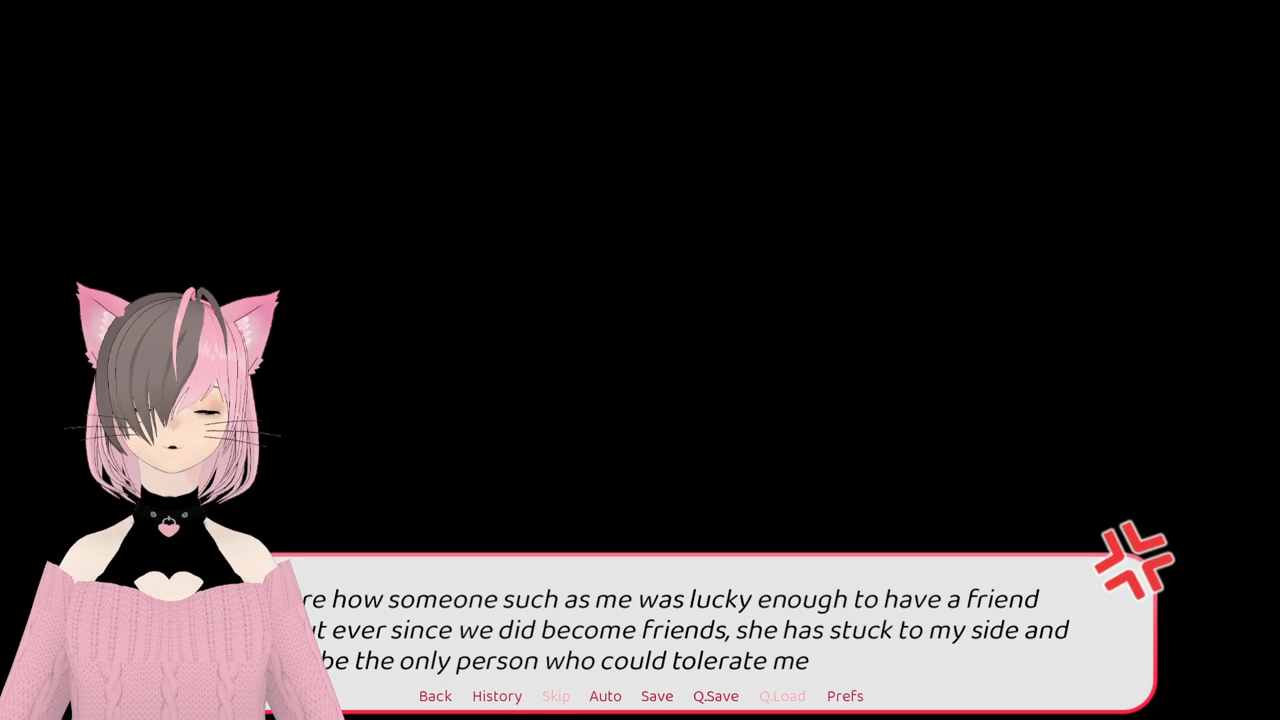 how someone such as me was lucky enough to have a friend
ever since we did become friends, she has stuck to my side and
be the only person who could tolerate me
Back History Skip Auto Save Q.Save Q.Load Prefs